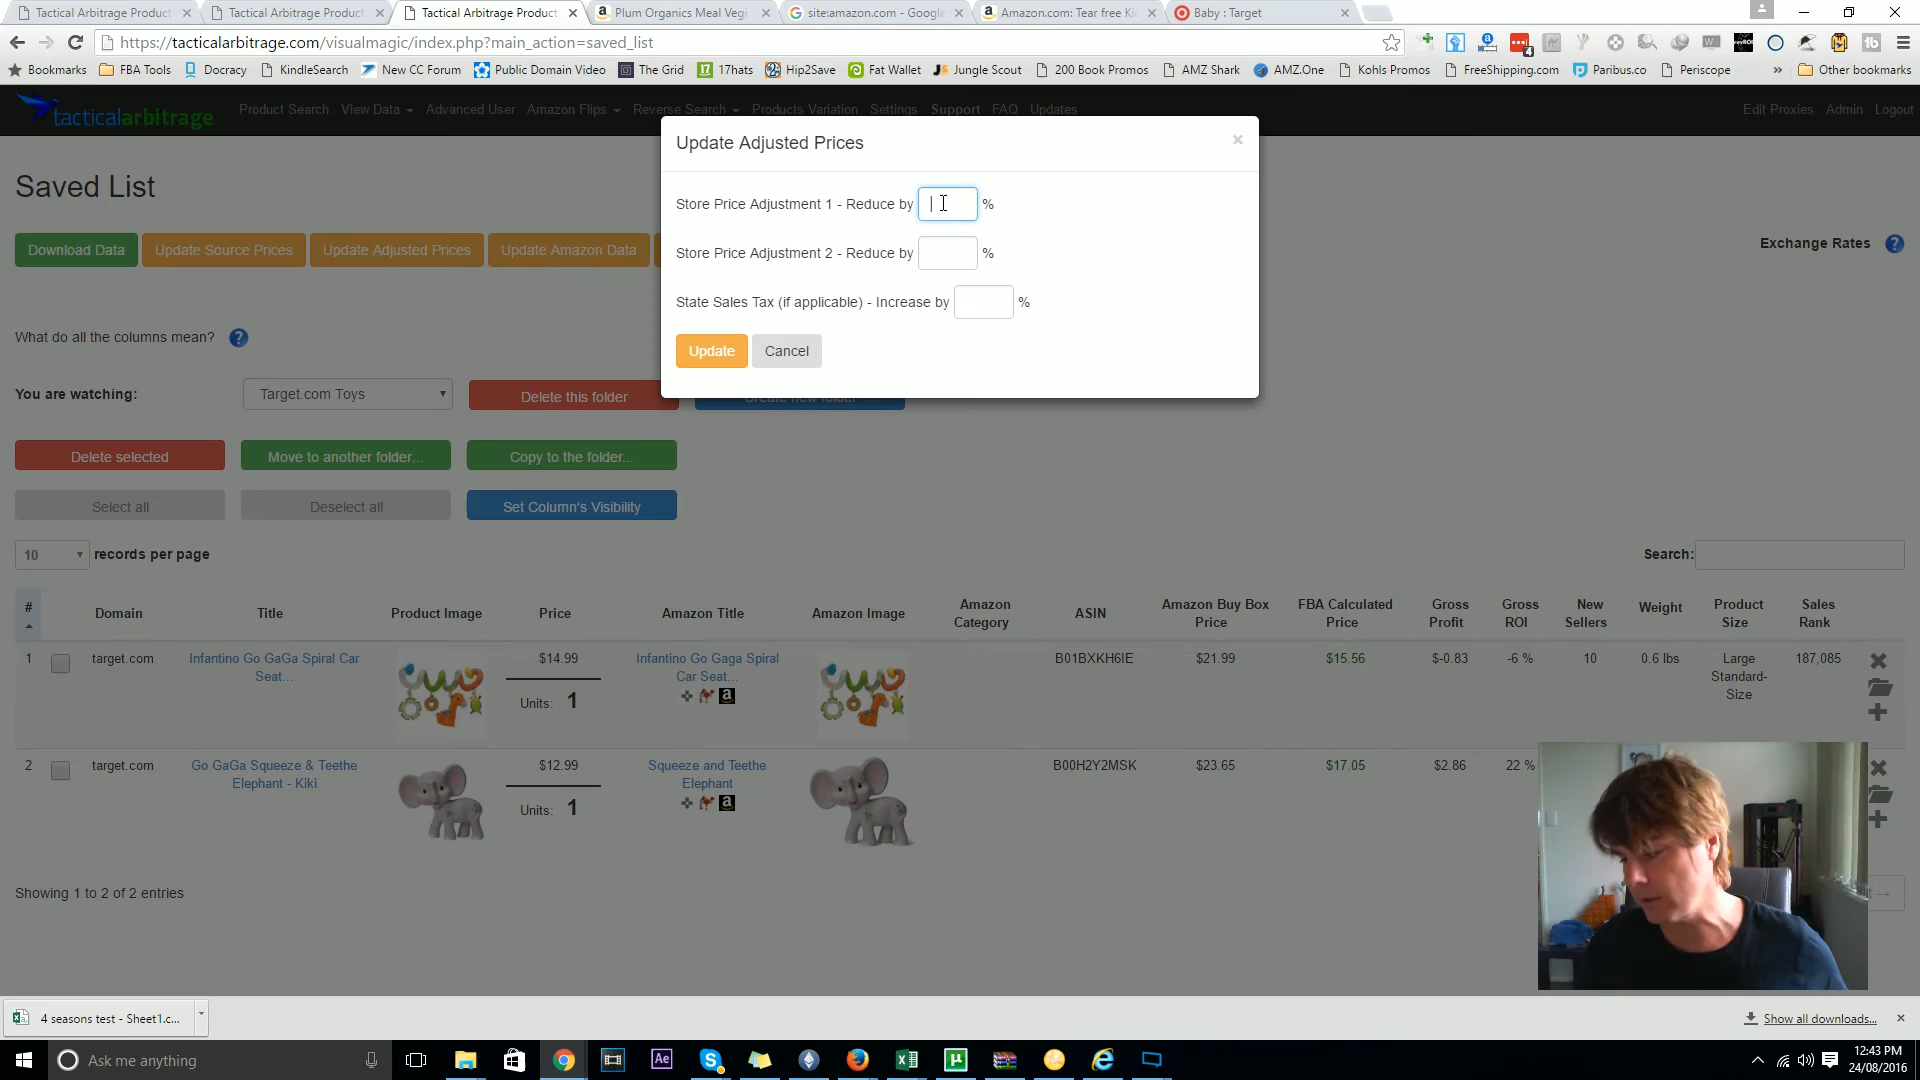 Tactical Arbitrage Product
Tactical Arbitrage Product
Tactical Arbitrage Product
Plum Organics Meal Vegi
site:amazon.com - Google
Amazon.com: Tear free Ki
Baby : Target
https://tacticalarbitrage.com/visualmagic/index.php?main_action=saved_list
Bookmarks
FBA Tools
Docracy
KindleSearch
New CC Forum
Public Domain Video
The Grid
17hats
Hip2Save
Fat Wallet
Jungle Scout
200 Book Promos
AMZ Shark
AMZ.One
Kohls Promos
FreeShipping.com
Paribus.co
Periscope
Other bookmarks
tacticalarbitrage
Product Search
View Data
Advanced User
Amazon Flips
Reverse Search
Products Variation
Settings
Support
FAQ
Updates
Edit Proxies
Admin
Logout
Update Adjusted Prices
×
Store Price Adjustment 1 - Reduce by %
Store Price Adjustment 2 - Reduce by %
State Sales Tax (if applicable) - Increase by %
Update
Cancel
Saved List
Download Data
Update Source Prices
Update Adjusted Prices
Update Amazon Data
Exchange Rates ?
What do all the columns mean? ?
You are watching:
Target.com Toys
Delete this folder
Create new folder
Delete selected
Move to another folder...
Copy to the folder...
Select all
Deselect all
Set Column's Visibility
10 records per page
Search:
#
Domain
Title
Product Image
Price
Amazon Title
Amazon Image
Amazon Category
ASIN
Amazon Buy Box Price
FBA Calculated Price
Gross Profit
Gross ROI
New Sellers
Weight
Product Size
Sales Rank
1
target.com
Infantino Go GaGa Spiral Car
Seat...
$14.99
Units: 1
Infantino Go Gaga Spiral
Car Seat...
B01BXKH6IE
$21.99
$15.56
$-0.83
-6 %
10
0.6 lbs
Large
Standard-
Size
187,085
2
target.com
Go GaGa Squeeze & Teethe
Elephant - Kiki
$12.99
Units: 1
Squeeze and Teethe
Elephant
B00H2Y2MSK
$23.65
$17.05
$2.86
22 %
Showing 1 to 2 of 2 entries
4 seasons test - Sheet1.c...
Show all downloads...
Ask me anything
12:43 PM
24/08/2016